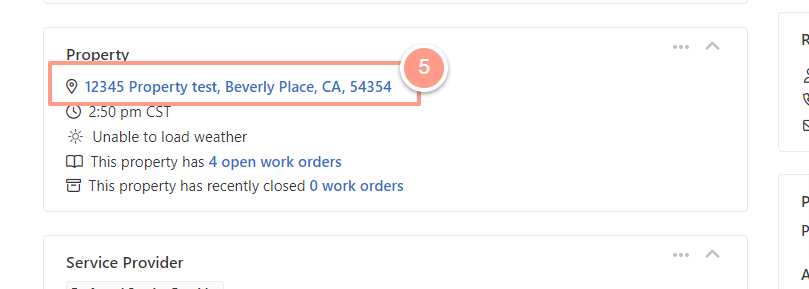 Property
5
12345 Property test, Beverly Place, CA, 54354
2:50 pm CST
Unable to load weather
This property has 4 open work orders
This property has recently closed 0 work orders
Service Provider
R
P
P
A